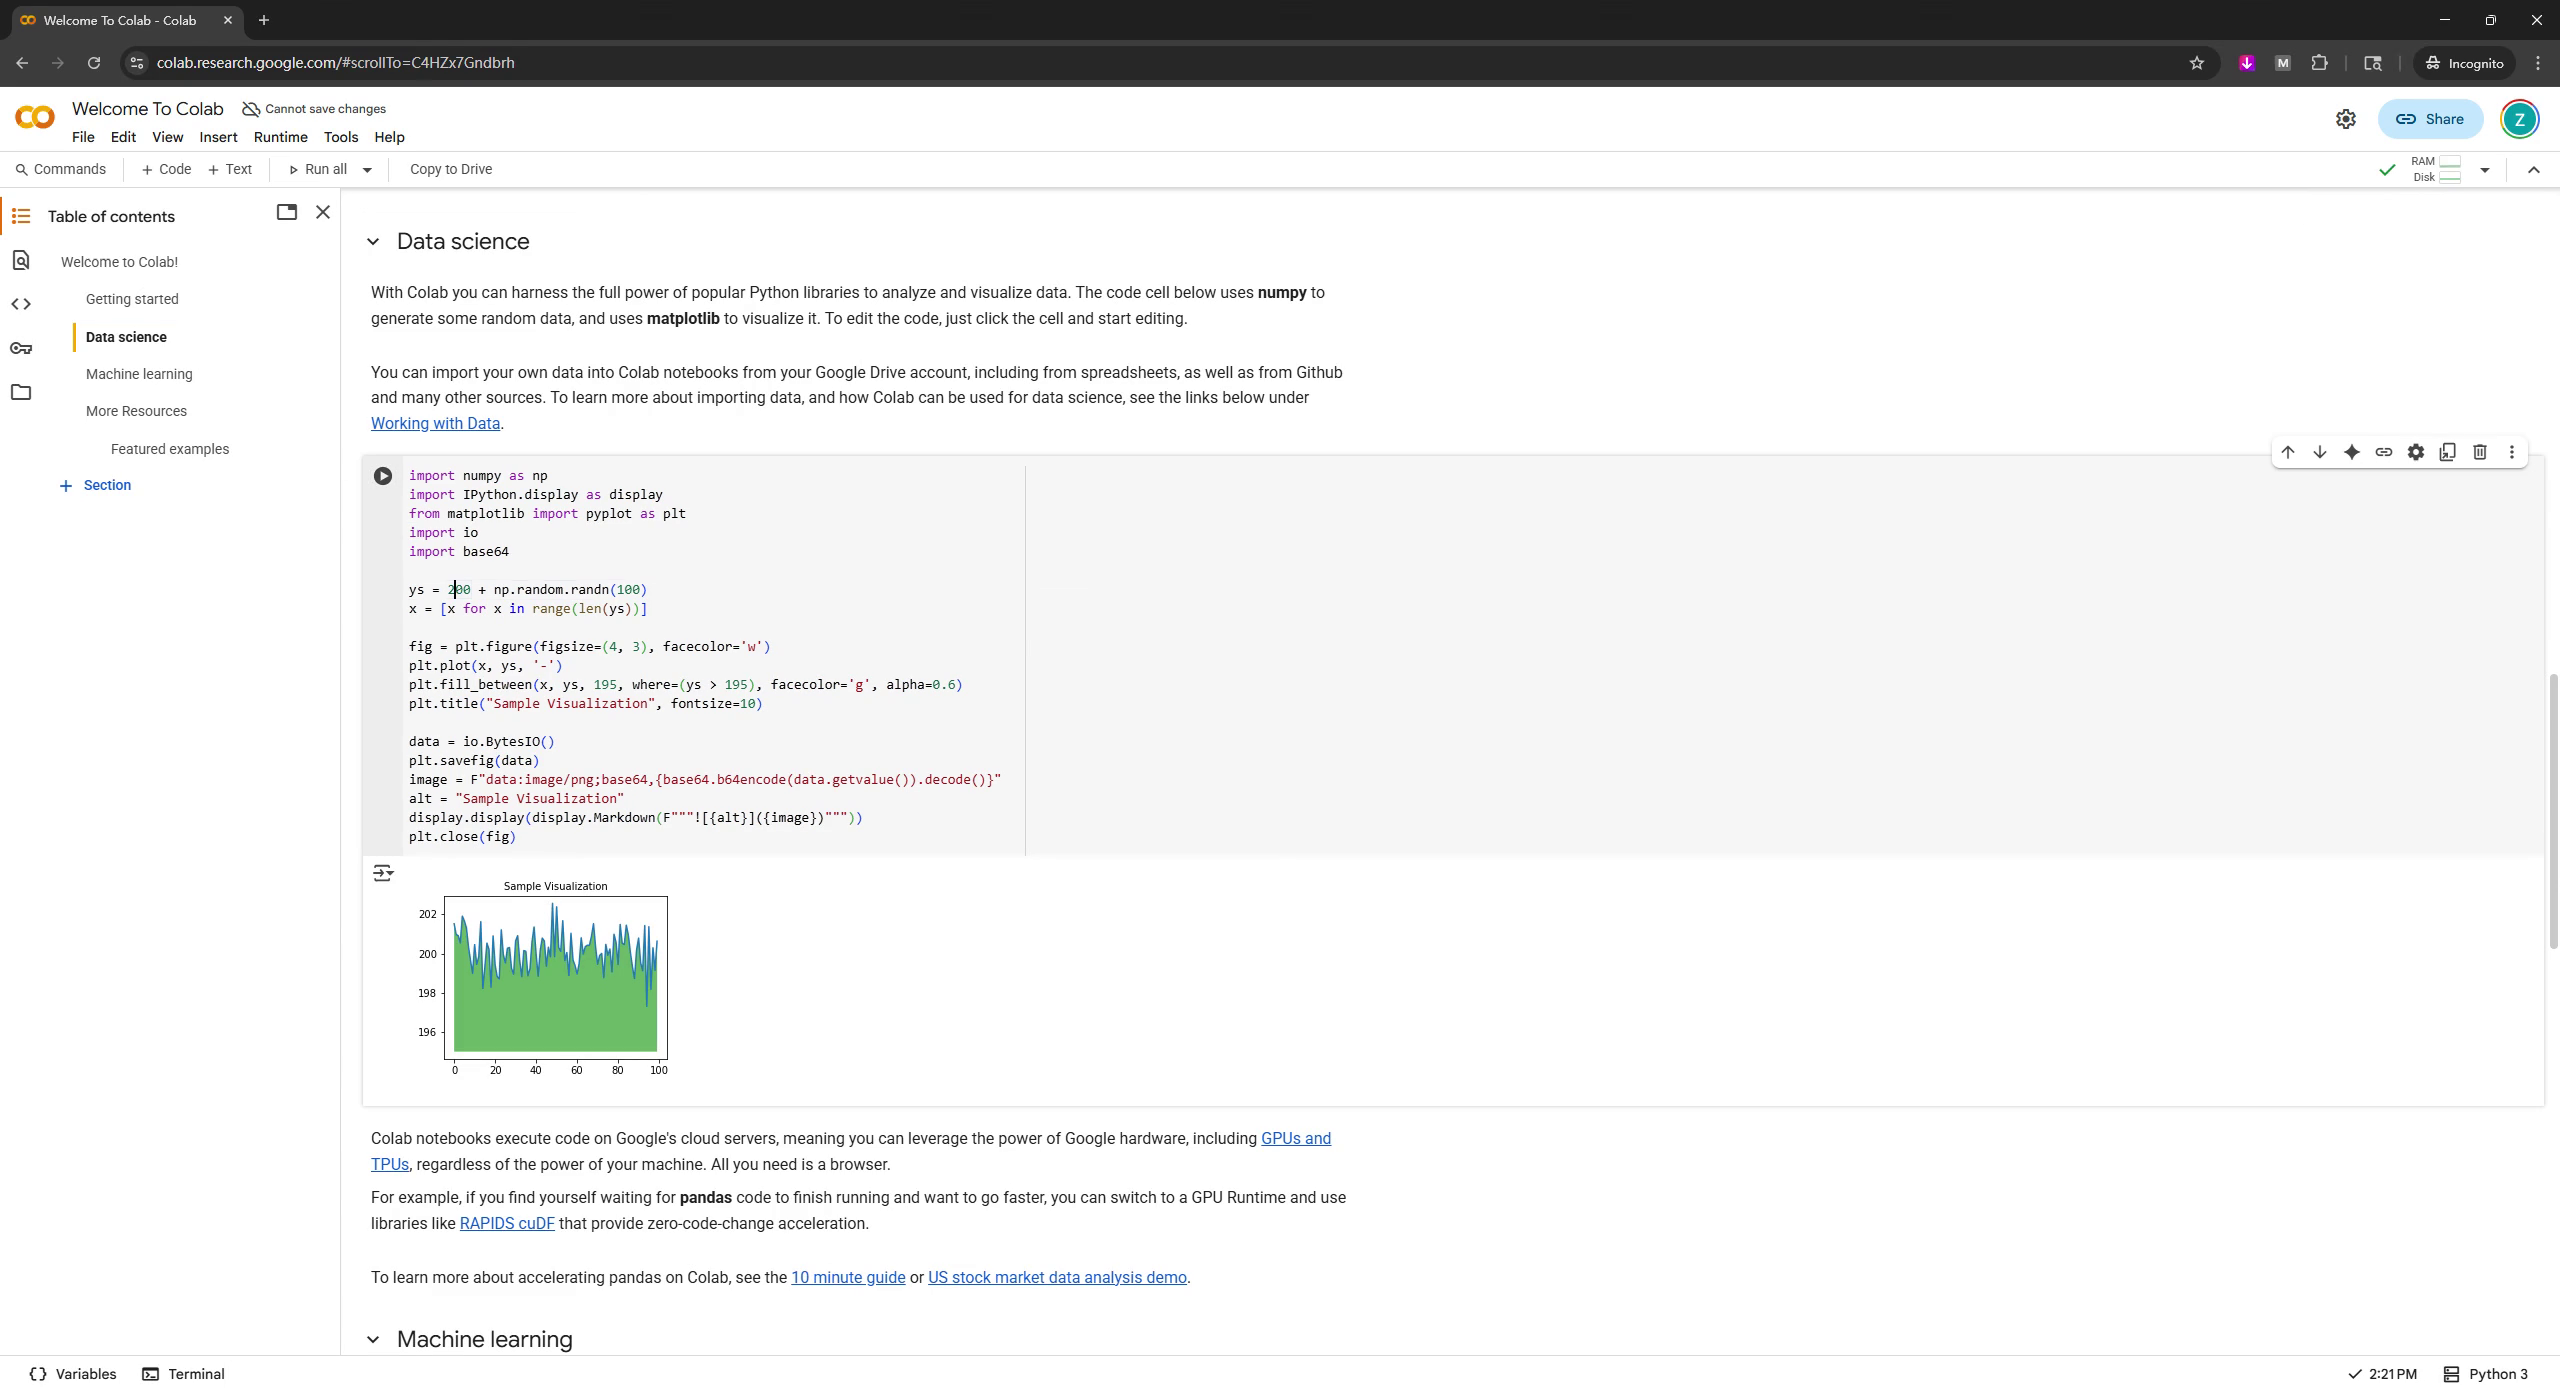 Welcome To Colab - Colab
colab.research.google.com/#scrollTo=C4HZx7Gndbrh
M
Incognito
Welcome To Colab
Cannot save changes
File Edit View Insert Runtime Tools Help
Share
Z
Commands
+ Code + Text
Run all
Copy to Drive
RAM
Disk
Table of contents
Welcome to Colab!
Getting started
Data science
Machine learning
More Resources
Featured examples
+ Section
Data science
With Colab you can harness the full power of popular Python libraries to analyze and visualize data. The code cell below uses numpy to
generate some random data, and uses matplotlib to visualize it. To edit the code, just click the cell and start editing.
You can import your own data into Colab notebooks from your Google Drive account, including from spreadsheets, as well as from Github
and many other sources. To learn more about importing data, and how Colab can be used for data science, see the links below under
Working with Data.
import numpy as np
import IPython.display as display
from matplotlib import pyplot as plt
import io
import base64
ys = 200 + np.random.randn(100)
x = [x for x in range(len(ys))]
fig = plt.figure(figsize=(4, 3), facecolor='w')
plt.plot(x, ys, '-')
plt.fill_between(x, ys, 195, where=(ys > 195), facecolor='g', alpha=0.6)
plt.title("Sample Visualization", fontsize=10)
data = io.BytesIO()
plt.savefig(data)
image = F"data:image/png;base64,{base64.b64encode(data.getvalue()).decode()}"
alt = "Sample Visualization"
display.display(display.Markdown(F"""![{alt}]({image})"""))
plt.close(fig)
Sample Visualization
202
200
198
196
0 20 40 60 80 100
Colab notebooks execute code on Google's cloud servers, meaning you can leverage the power of Google hardware, including GPUs and
TPUs, regardless of the power of your machine. All you need is a browser.
For example, if you find yourself waiting for pandas code to finish running and want to go faster, you can switch to a GPU Runtime and use
libraries like RAPIDS cuDF that provide zero-code-change acceleration.
To learn more about accelerating pandas on Colab, see the 10 minute guide or US stock market data analysis demo.
Machine learning
Variables
Terminal
2:21 PM
Python 3